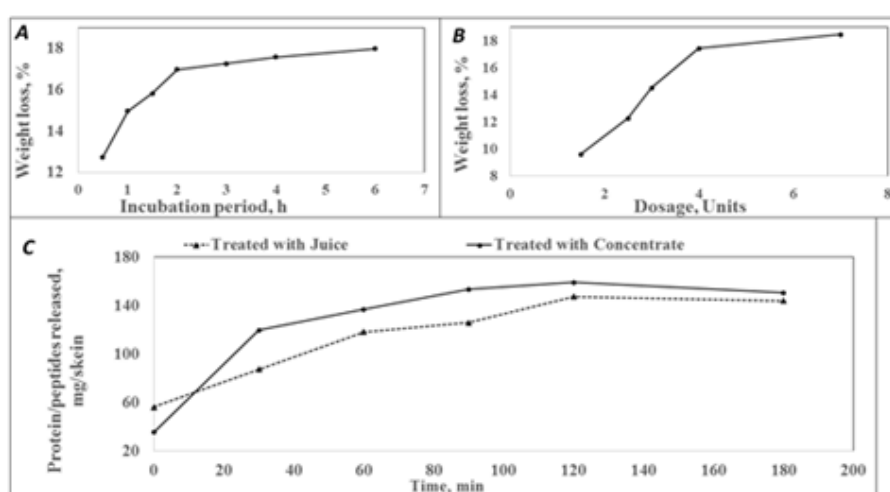 A
Weight loss, %
18
16
14
12
0 1 2 3 4 5 6 7
Incubation period, h
B
Weight loss, %
18
16
14
12
10
8
0 2 4 6 8
Dosage, Units
C
Treated with Juice Treated with Concentrate
Protein/peptides released,
mg/skein
180
140
100
60
20
0 20 40 60 80 100 120 140 160 180 200
Time, min